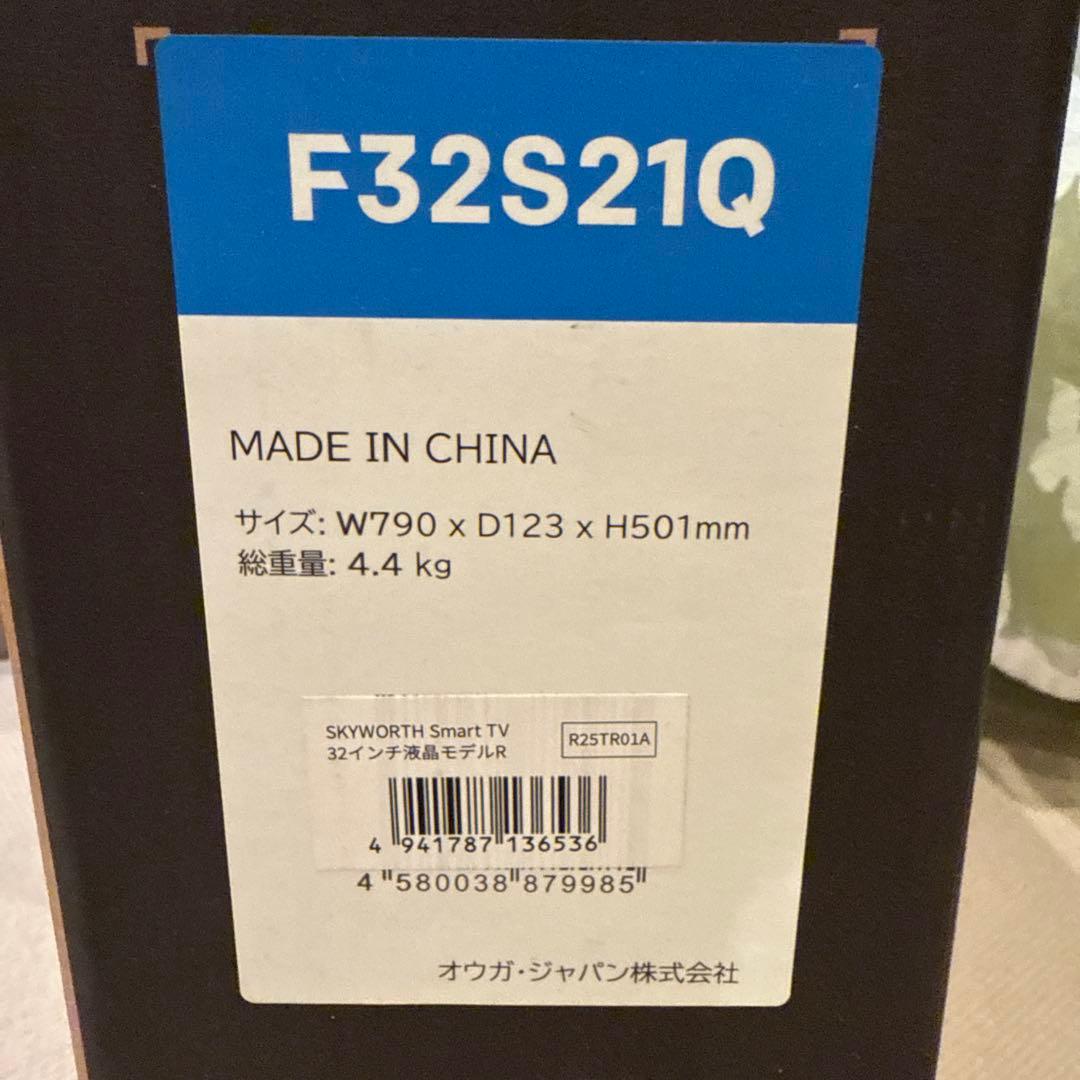 F32S21Q
MADE IN CHINA
サイズ: W790 x D123 x H501mm
総重量: 4.4 kg
SKYWORTH Smart TV
32インチ液晶モデルR
R25TR01A
4 941787 136536
4 580038 879985
オウガ・ジャパン株式会社